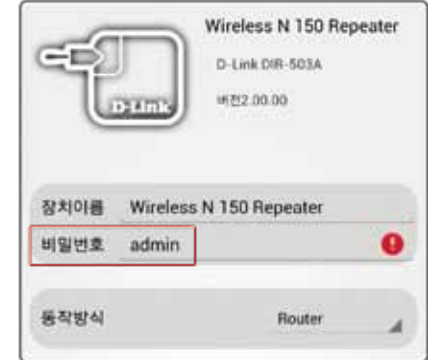 Wireless N 150 Repeater
D-Link DIR-503A
버전2.00.00
D-Link
장치이름 Wireless N 150 Repeater
비밀번호 admin
동작방식 Router